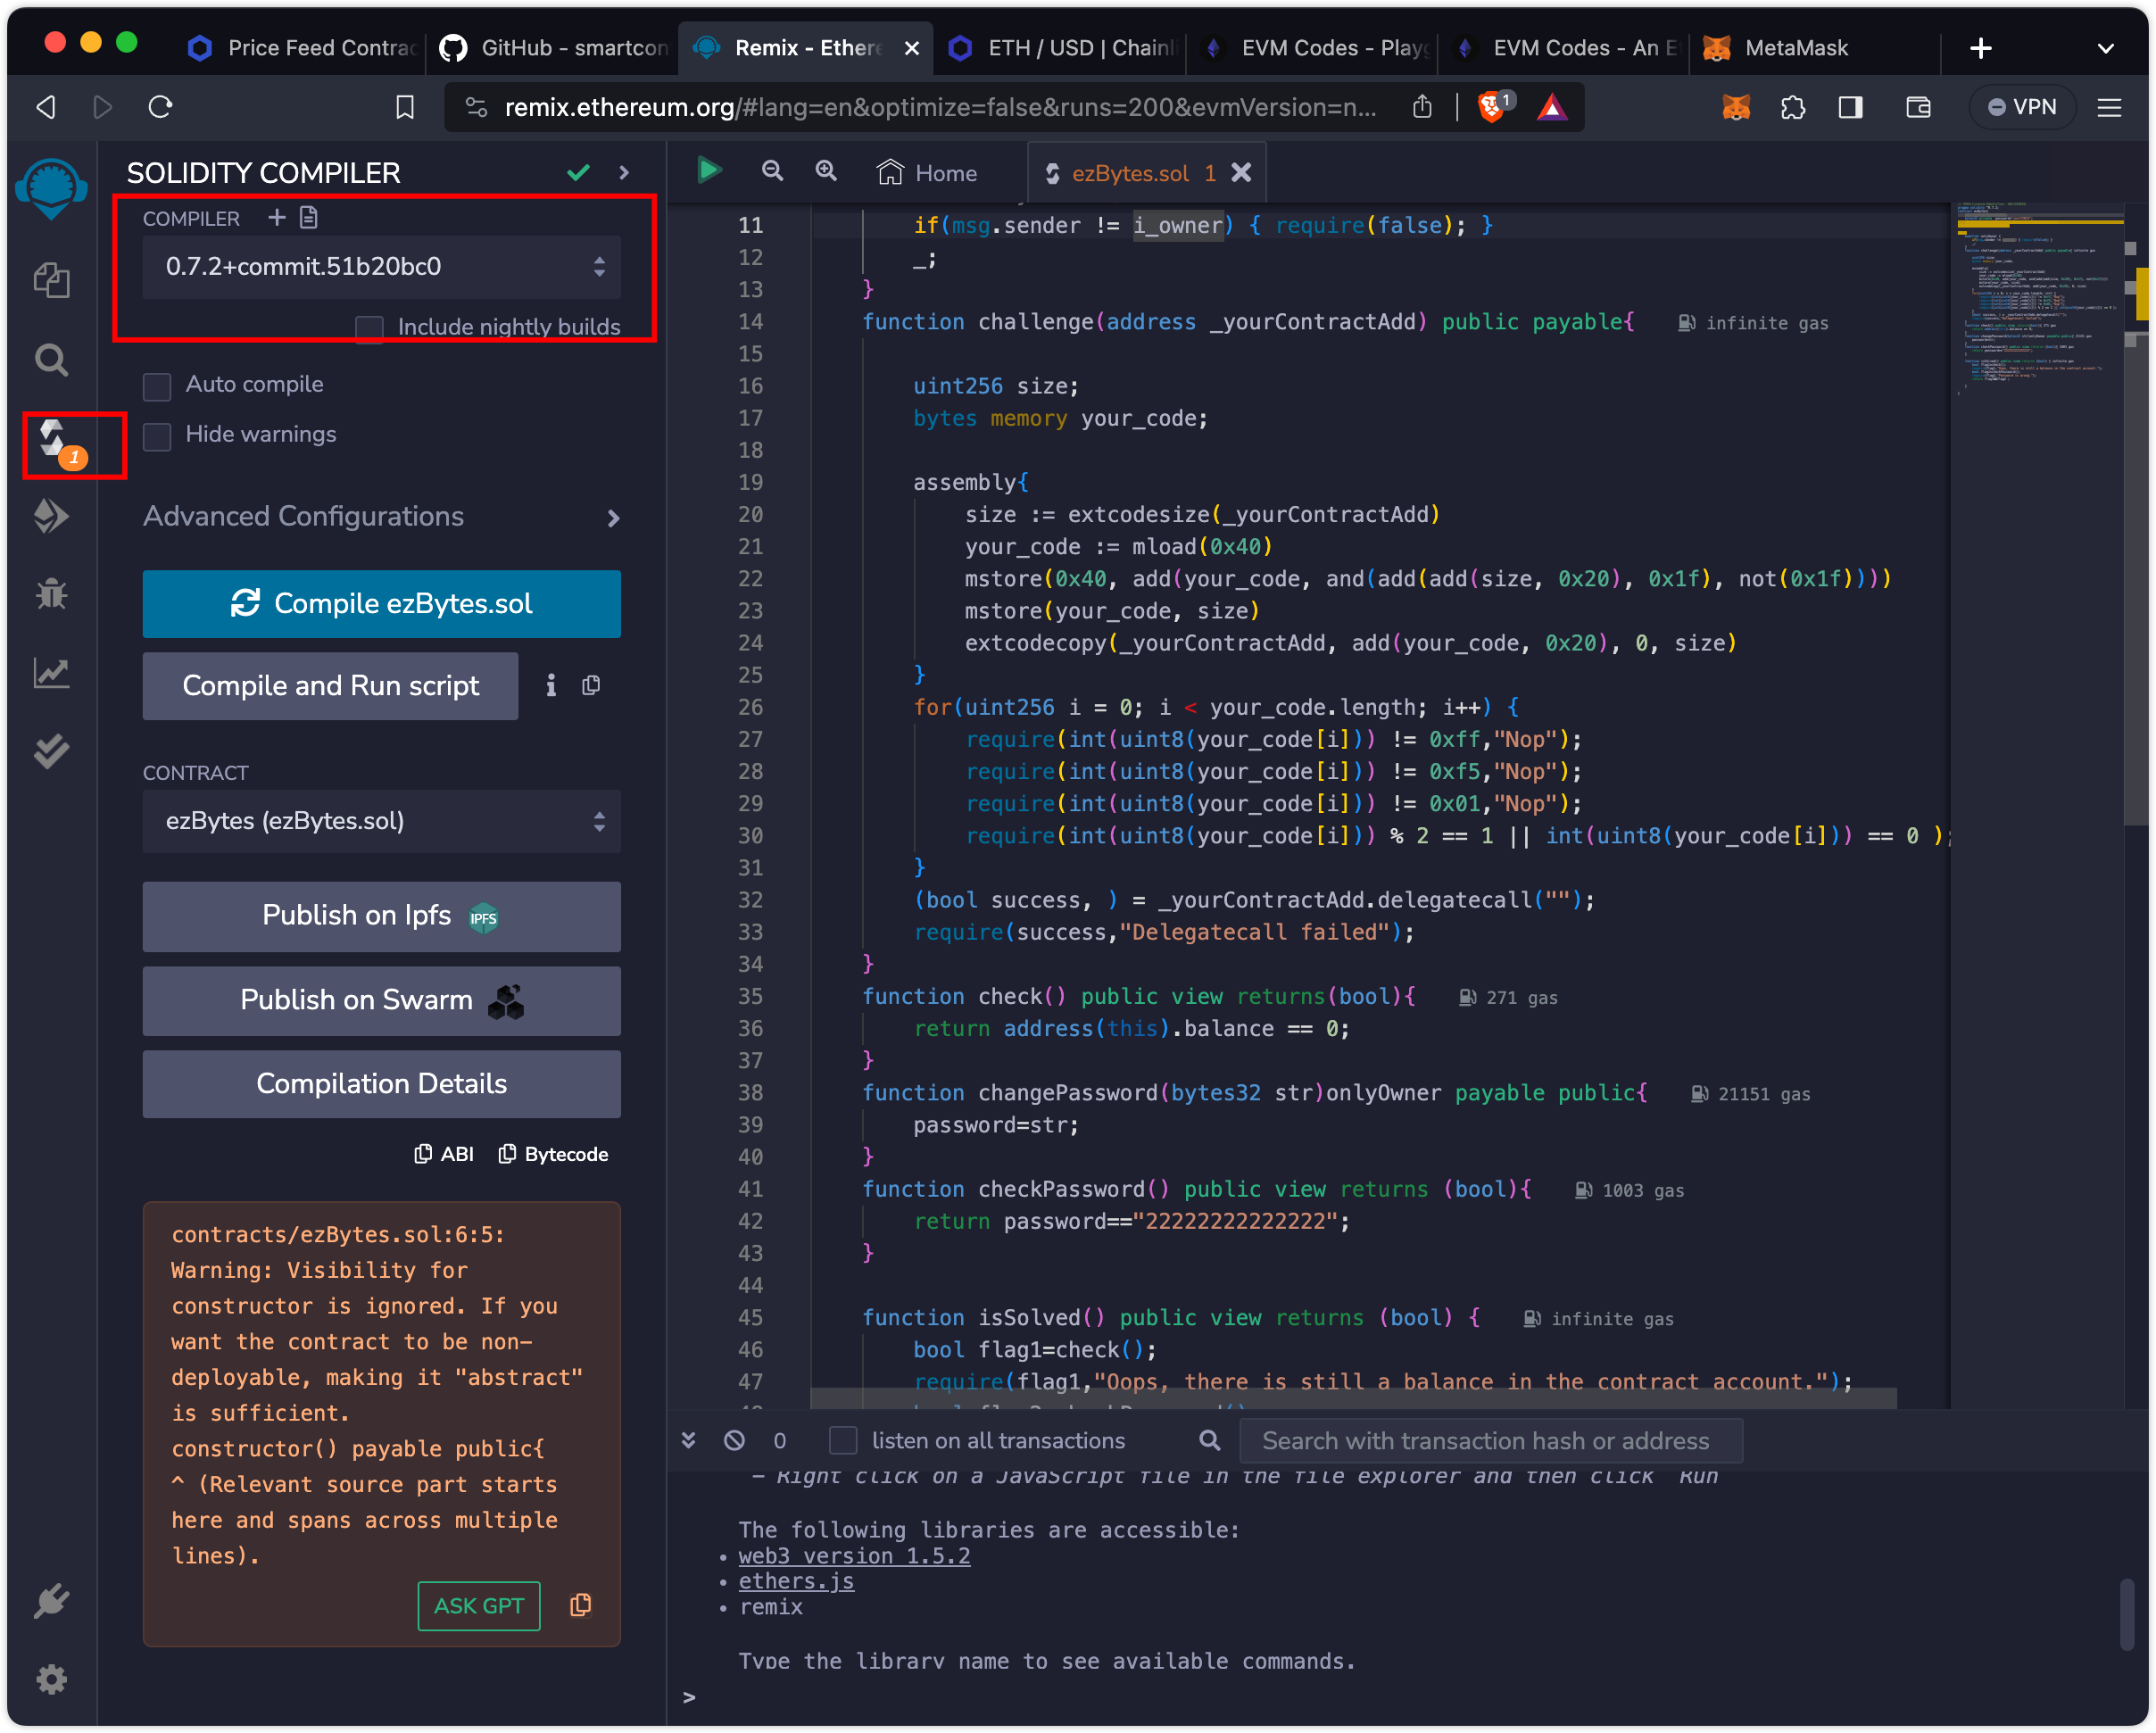 Price Feed Contrac
GitHub - smartcon
Remix - Ethere
ETH / USD | Chainli
EVM Codes - Playg
EVM Codes - An E
MetaMask
remix.ethereum.org/#lang=en&optimize=false&runs=200&evmVersion=n...
1
VPN
SOLIDITY COMPILER
COMPILER
0.7.2+commit.51b20bc0
Include nightly builds
Auto compile
Hide warnings
1
Advanced Configurations
Compile ezBytes.sol
Compile and Run script
CONTRACT
ezBytes (ezBytes.sol)
Publish on Ipfs IPFS
Publish on Swarm
Compilation Details
ABI Bytecode
contracts/ezBytes.sol:6:5:
Warning: Visibility for
constructor is ignored. If you
want the contract to be non-
deployable, making it "abstract"
is sufficient.
constructor() payable public{
^ (Relevant source part starts
here and spans across multiple
lines).
ASK GPT
Home
ezBytes.sol 1
11 if(msg.sender != i_owner) { require(false); }
12 _;
13 }
14 function challenge(address _yourContractAdd) public payable{ infinite gas
15
16 uint256 size;
17 bytes memory your_code;
18
19 assembly{
20 size := extcodesize(_yourContractAdd)
21 your_code := mload(0x40)
22 mstore(0x40, add(your_code, and(add(add(size, 0x20), 0x1f), not(0x1f))))
23 mstore(your_code, size)
24 extcodecopy(_yourContractAdd, add(your_code, 0x20), 0, size)
25 }
26 for(uint256 i = 0; i < your_code.length; i++) {
27 require(int(uint8(your_code[i])) != 0xff,"Nop");
28 require(int(uint8(your_code[i])) != 0xf5,"Nop");
29 require(int(uint8(your_code[i])) != 0x01,"Nop");
30 require(int(uint8(your_code[i])) % 2 == 1 || int(uint8(your_code[i])) == 0 );
31 }
32 (bool success, ) = _yourContractAdd.delegatecall("");
33 require(success,"Delegatecall failed");
34 }
35 function check() public view returns(bool){ 271 gas
36 return address(this).balance == 0;
37 }
38 function changePassword(bytes32 str)onlyOwner payable public{ 21151 gas
39 password=str;
40 }
41 function checkPassword() public view returns (bool){ 1003 gas
42 return password=="22222222222222";
43 }
44
45 function isSolved() public view returns (bool) { infinite gas
46 bool flag1=check();
47 require(flag1,"Oops, there is still a balance in the contract account.");
0
listen on all transactions
Search with transaction hash or address
- Right click on a JavaScript file in the file explorer and then click `Run
The following libraries are accessible:
• web3 version 1.5.2
• ethers.js
• remix
Type the library name to see available commands.
>